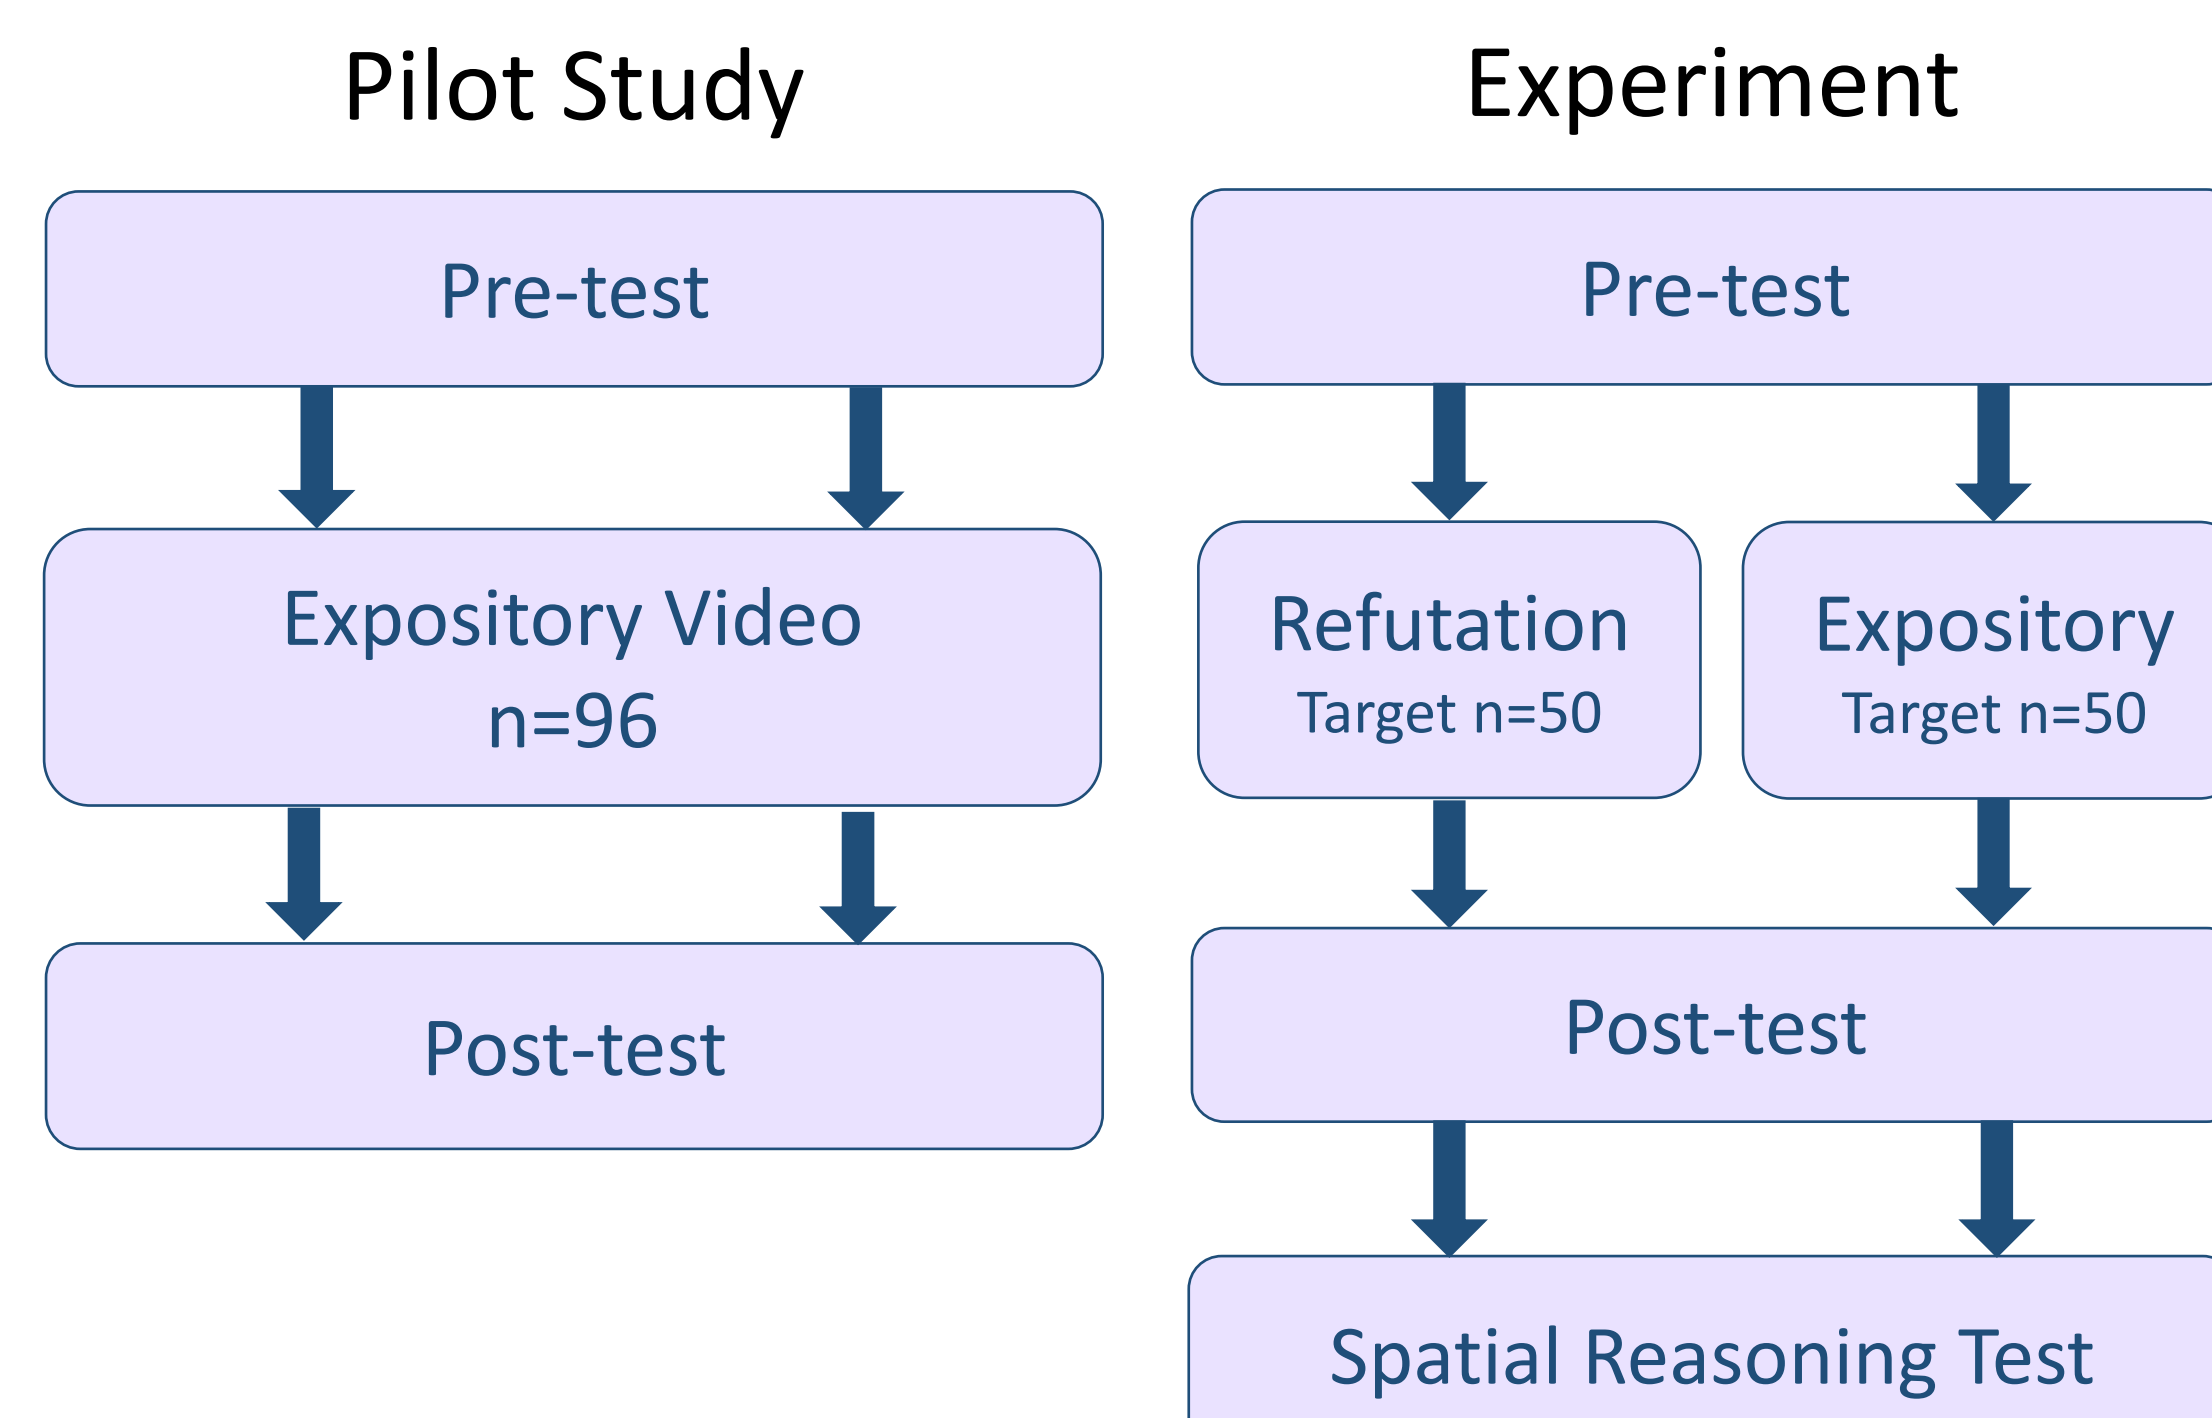 Pilot Study
Pre-test
Expository Video
n=96
Post-test
Experiment
Pre-test
Refutation
Target n=50
Expository
Target n=50
Post-test
Spatial Reasoning Test